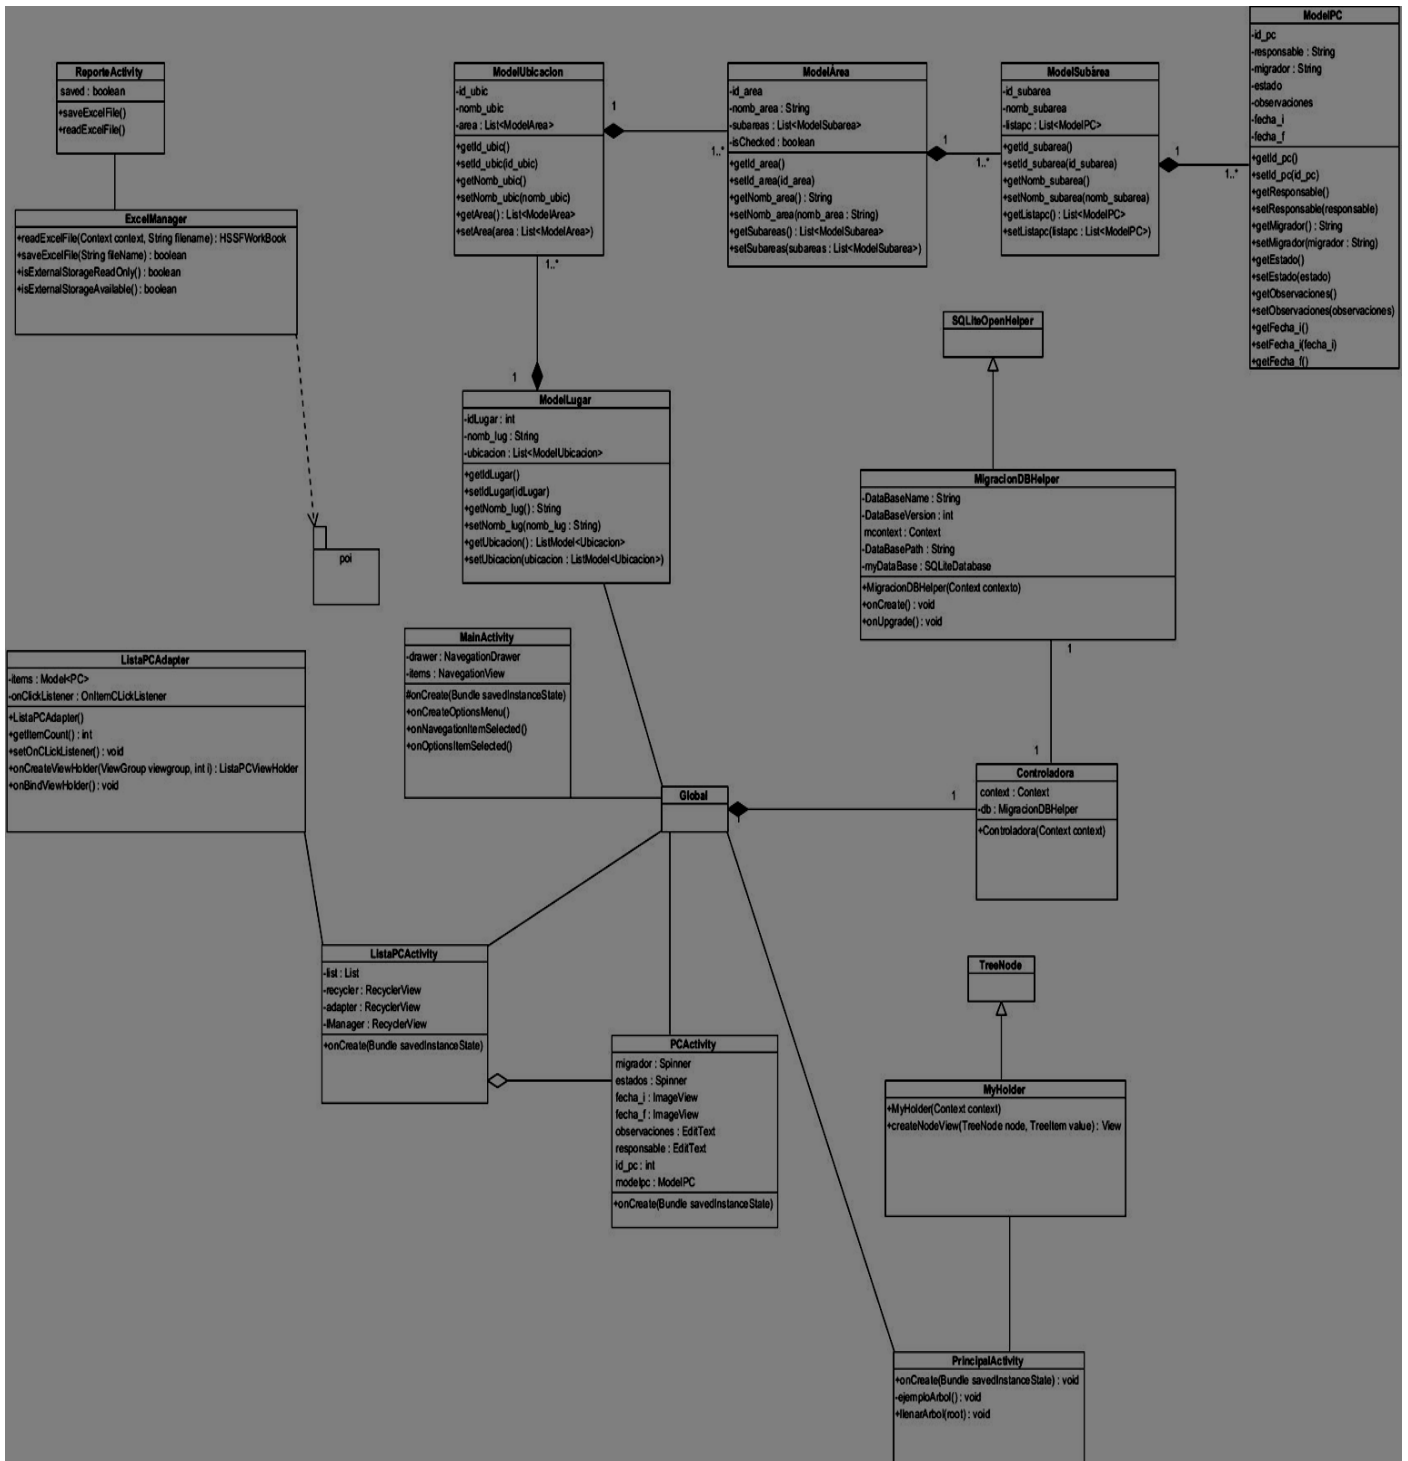 ModelPC
-id_pc
-responsable : String
-migrador : String
-estado
-observaciones
-fecha_i
-fecha_f
+getId_pc()
+setId_pc(id_pc)
+getResponsable()
+setResponsable(responsable)
+getMigrador() : String
+setMigrador(migrador : String)
+getEstado()
+setEstado(estado)
+getObservaciones()
+setObservaciones(observaciones)
+getFecha_i()
+setFecha_i(fecha_i)
+getFecha_f()
ReporteActivity
saved : boolean
+saveExcelFile()
+readExcelFile()
ModelUbicacion
-id_ubic
-nomb_ubic
-area : List<ModelArea>
+getId_ubic()
+setId_ubic(id_ubic)
+getNomb_ubic()
+setNomb_ubic(nomb_ubic)
+getArea() : List<ModelArea>
+setArea(area : List<ModelArea>)
1
1..*
ModelÁrea
-id_area
-nomb_area : String
-subareas : List<ModelSubarea>
-isChecked : boolean
+getId_area()
+setId_area(id_area)
+getNomb_area() : String
+setNomb_area(nomb_area : String)
+getSubareas() : List<ModelSubarea>
+setSubareas(subareas : List<ModelSubarea>)
1
1..*
ModelSubárea
-id_subarea
-nomb_subarea
-listapc : List<ModelPC>
+getId_subarea()
+setId_subarea(id_subarea)
+getNomb_subarea()
+setNomb_subarea(nomb_subarea)
+getListapc() : List<ModelPC>
+setListapc(listapc : List<ModelPC>)
1
1..*
ExcelManager
+readExcelFile(Context context, String filename) : HSSFWorkBook
+saveExcelFile(String fileName) : boolean
+isExternalStorageReadOnly() : boolean
+isExternalStorageAvailable() : boolean
1..*
1
SQLiteOpenHelper
ModelLugar
-idLugar : int
-nomb_lug : String
-ubicacion : List<ModelUbicacion>
+getIdLugar()
+setIdLugar(idLugar)
+getNomb_lug() : String
+setNomb_lug(nomb_lug : String)
+getUbicacion() : ListModel<Ubicacion>
+setUbicacion(ubicacion : ListModel<Ubicacion>)
MigracionDBHelper
-DataBaseName : String
-DataBaseVersion : int
mcontext : Context
-DataBasePath : String
-myDataBase : SQLiteDatabase
+MigracionDBHelper(Context contexto)
+onCreate() : void
+onUpgrade() : void
poi
MainActivity
-drawer : NavegationDrawer
-items : NavegationView
#onCreate(Bundle savedInstanceState)
+onCreateOptionsMenu()
+onNavegationItemSelected()
+onOptionsItemSelected()
ListaPCAdapter
-items : Model<PC>
-onClickListener : OnItemCLickListener
+ListaPCAdapter()
+getItemCount() : int
+setOnCLickListener() : void
+onCreateViewHolder(ViewGroup viewgroup, int i) : ListaPCViewHolder
+onBindViewHolder() : void
1
1
Controladora
context : Context
-db : MigracionDBHelper
+Controladora(Context context)
Global
1
1
ListaPCActivity
-list : List
-recycler : RecyclerView
-adapter : RecyclerView
-lManager : RecyclerView
+onCreate(Bundle savedInstanceState)
TreeNode
PCActivity
migrador : Spinner
estados : Spinner
fecha_i : ImageView
fecha_f : ImageView
observaciones : EditText
responsable : EditText
id_pc : int
modelpc : ModelPC
+onCreate(Bundle savedInstanceState)
MyHolder
+MyHolder(Context context)
+createNodeView(TreeNode node, TreeItem value) : View
PrincipalActivity
+onCreate(Bundle savedInstanceState) : void
-ejemploArbol() : void
+llenarArbol(root) : void